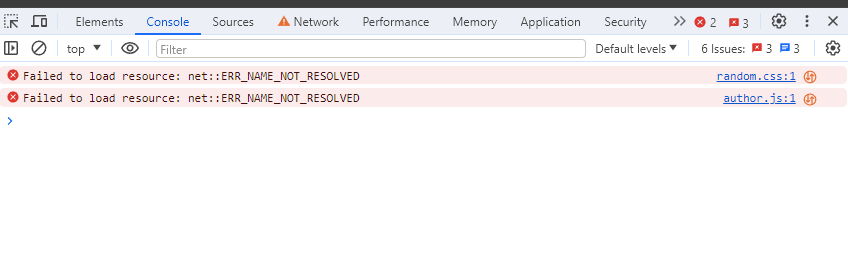 Elements Console Sources Network Performance Memory Application Security 2 3
top Filter Default levels 6 Issues: 3 3
Failed to load resource: net::ERR_NAME_NOT_RESOLVED random.css:1
Failed to load resource: net::ERR_NAME_NOT_RESOLVED author.js:1